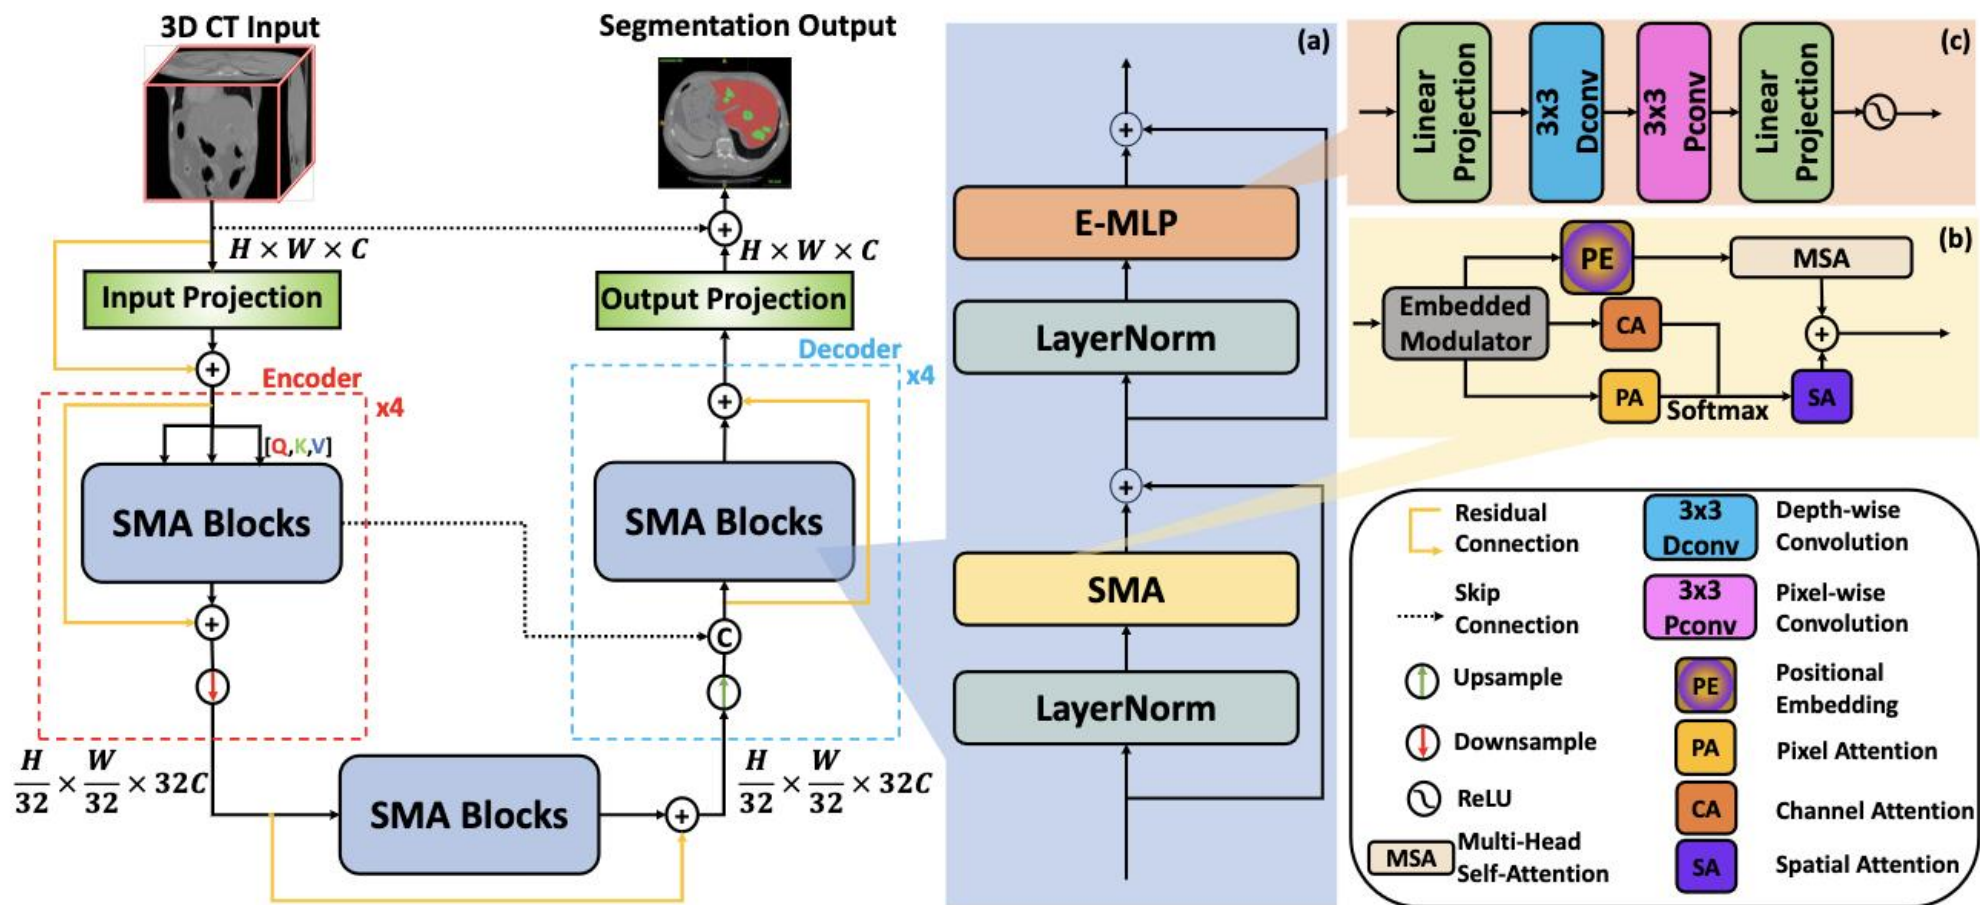 3D CT Input
Segmentation Output
H × W × C
H × W × C
Input Projection
Output Projection
Encoder
x4
Decoder
x4
[Q,K,V]
SMA Blocks
SMA Blocks
C
H/32 × W/32 × 32C
H/32 × W/32 × 32C
SMA Blocks
(a)
E-MLP
LayerNorm
SMA
LayerNorm
(c)
Linear
Projection
3x3
Dconv
3x3
Pconv
Linear
Projection
(b)
PE
MSA
Embedded
Modulator
CA
PA
Softmax
SA
Residual
Connection
3x3
Dconv
Depth-wise
Convolution
Skip
Connection
3x3
Pconv
Pixel-wise
Convolution
Upsample
PE
Positional
Embedding
Downsample
PA
Pixel Attention
ReLU
CA
Channel Attention
MSA
Multi-Head
Self-Attention
SA
Spatial Attention